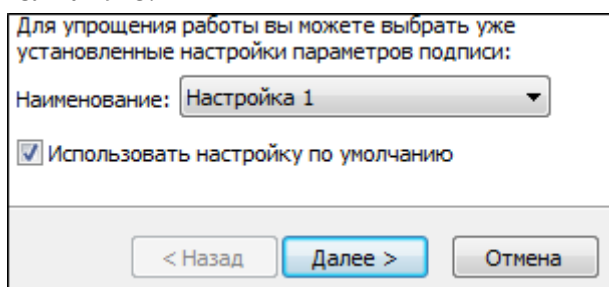 Для упрощения работы вы можете выбрать уже
установленные настройки параметров подписи:
Наименование: Настройка 1
Использовать настройку по умолчанию
< Назад Далее > Отмена